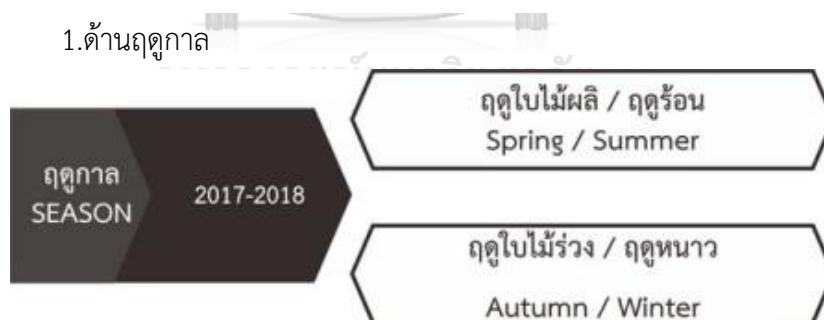 1.ด้านฤดูกาล
ฤดูกาล
SEASON
2017-2018
ฤดูใบไม้ผลิ / ฤดูร้อน
Spring / Summer
ฤดูใบไม้ร่วง / ฤดูหนาว
Autumn / Winter